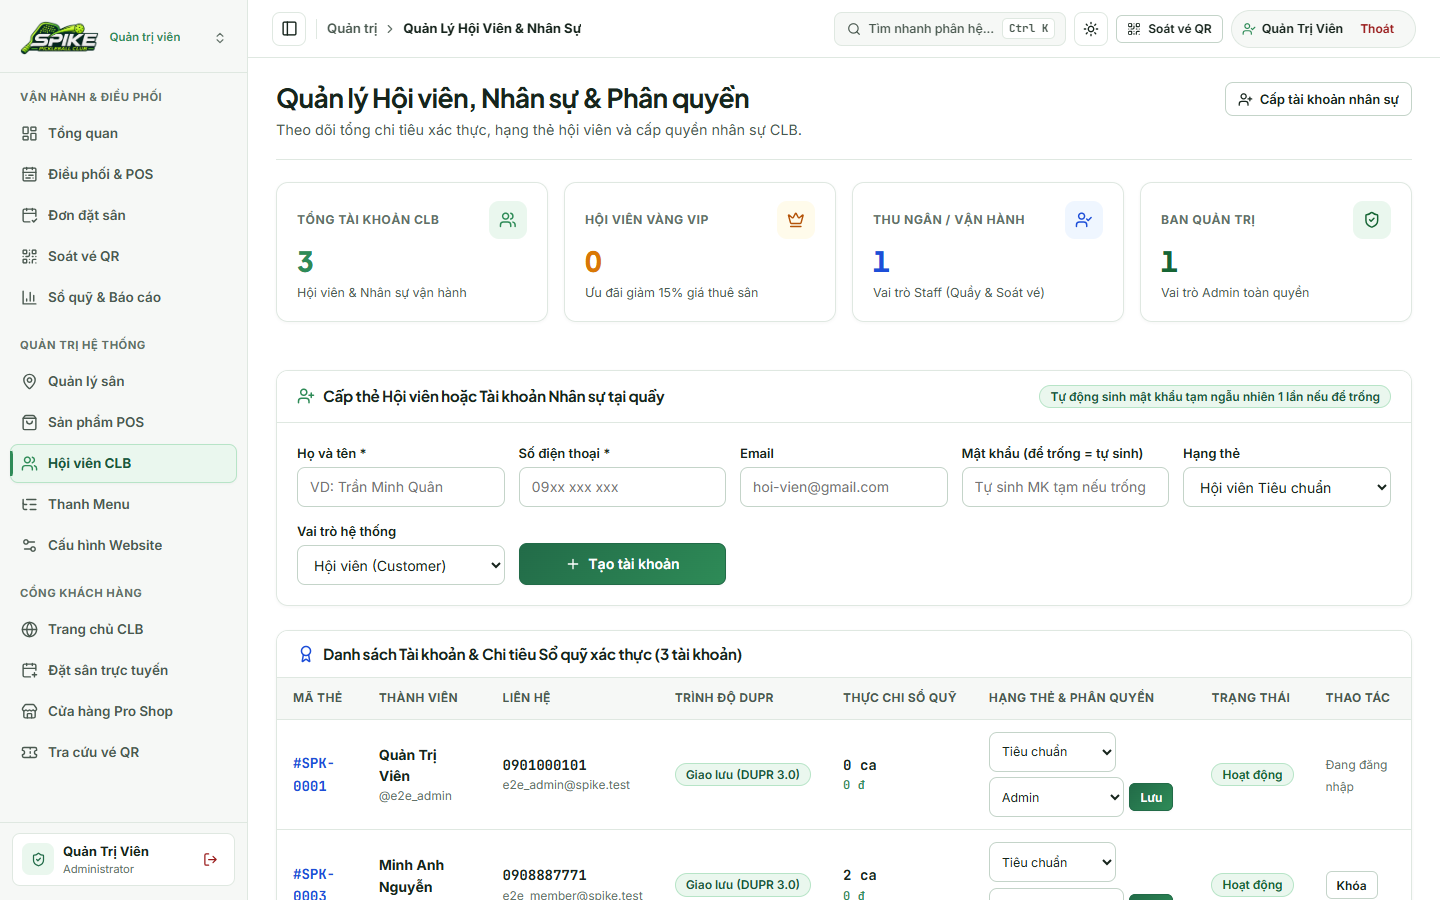 SPIKE
PICKLEBALL CLUB
Quản trị viên
VẬN HÀNH & ĐIỀU PHỐI
Tổng quan
Điều phối & POS
Đơn đặt sân
Soát vé QR
Sổ quỹ & Báo cáo
QUẢN TRỊ HỆ THỐNG
Quản lý sân
Sản phẩm POS
Hội viên CLB
Thanh Menu
Cấu hình Website
CỔNG KHÁCH HÀNG
Trang chủ CLB
Đặt sân trực tuyến
Cửa hàng Pro Shop
Tra cứu vé QR
Quản Trị Viên
Administrator
Quản trị > Quản Lý Hội Viên & Nhân Sự
Tìm nhanh phân hệ... Ctrl K
Soát vé QR
Quản Trị Viên Thoát
Quản lý Hội viên, Nhân sự & Phân quyền
Theo dõi tổng chi tiêu xác thực, hạng thẻ hội viên và cấp quyền nhân sự CLB.
Cấp tài khoản nhân sự
TỔNG TÀI KHOẢN CLB
3
Hội viên & Nhân sự vận hành
HỘI VIÊN VÀNG VIP
0
Ưu đãi giảm 15% giá thuê sân
THU NGÂN / VẬN HÀNH
1
Vai trò Staff (Quầy & Soát vé)
BAN QUẢN TRỊ
1
Vai trò Admin toàn quyền
Cấp thẻ Hội viên hoặc Tài khoản Nhân sự tại quầy
Tự động sinh mật khẩu tạm ngẫu nhiên 1 lần nếu để trống
Họ và tên * Số điện thoại * Email Mật khẩu (để trống = tự sinh) Hạng thẻ
VD: Trần Minh Quân 09xx xxx xxx hoi-vien@gmail.com Tự sinh MK tạm nếu trống Hội viên Tiêu chuẩn
Vai trò hệ thống
Hội viên (Customer) + Tạo tài khoản
Danh sách Tài khoản & Chi tiêu Sổ quỹ xác thực (3 tài khoản)
MÃ THẺ THÀNH VIÊN LIÊN HỆ TRÌNH ĐỘ DUPR THỰC CHI SỔ QUỸ HẠNG THẺ & PHÂN QUYỀN TRẠNG THÁI THAO TÁC
#SPK-0001 Quản Trị Viên @e2e_admin 0901000101 e2e_admin@spike.test Giao lưu (DUPR 3.0) 0 ca 0 đ Tiêu chuẩn Admin Lưu Hoạt động Đang đăng nhập
#SPK-0003 Minh Anh Nguyễn 0908887771 e2e_member@spike.test Giao lưu (DUPR 3.0) 2 ca 0 đ Tiêu chuẩn Hoạt động Khóa